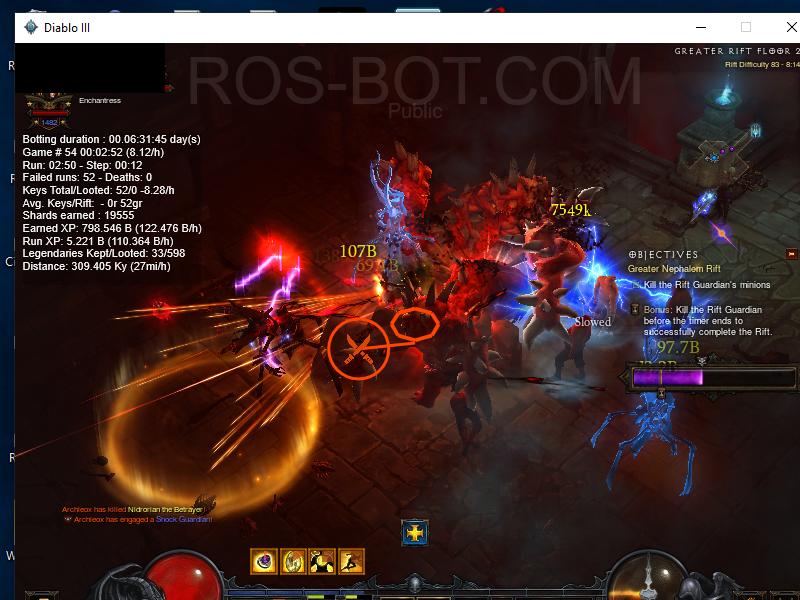 Diablo III
GREATER RIFT FLOOR 2
Rift Difficulty 83 - 8:14
ROS-BOT.COM
Public
Enchantress
1482
Botting duration : 00.06:31:45 day(s)
Game # 54 00:02:52 (8.12/h)
Run: 02:50 - Step: 00:12
Failed runs: 52 - Deaths: 0
Keys Total/Looted: 52/0 -8.28/h
Avg. Keys/Rift: - 0r 52gr
Shards earned : 19555
Earned XP: 798.546 B (122.476 B/h)
Run XP: 5.221 B (110.364 B/h)
Legendaries Kept/Looted: 33/598
Distance: 309.405 Ky (27mi/h)
7549k
107B
OBJECTIVES
Greater Nephalem Rift
Kill the Rift Guardian's minions
Bonus: Kill the Rift Guardian
before the timer ends to
successfully complete the Rift.
Slowed
97.7B
Archieox has killed Nidrorian the Betrayer!
Archieox has engaged a Shock Guardian!